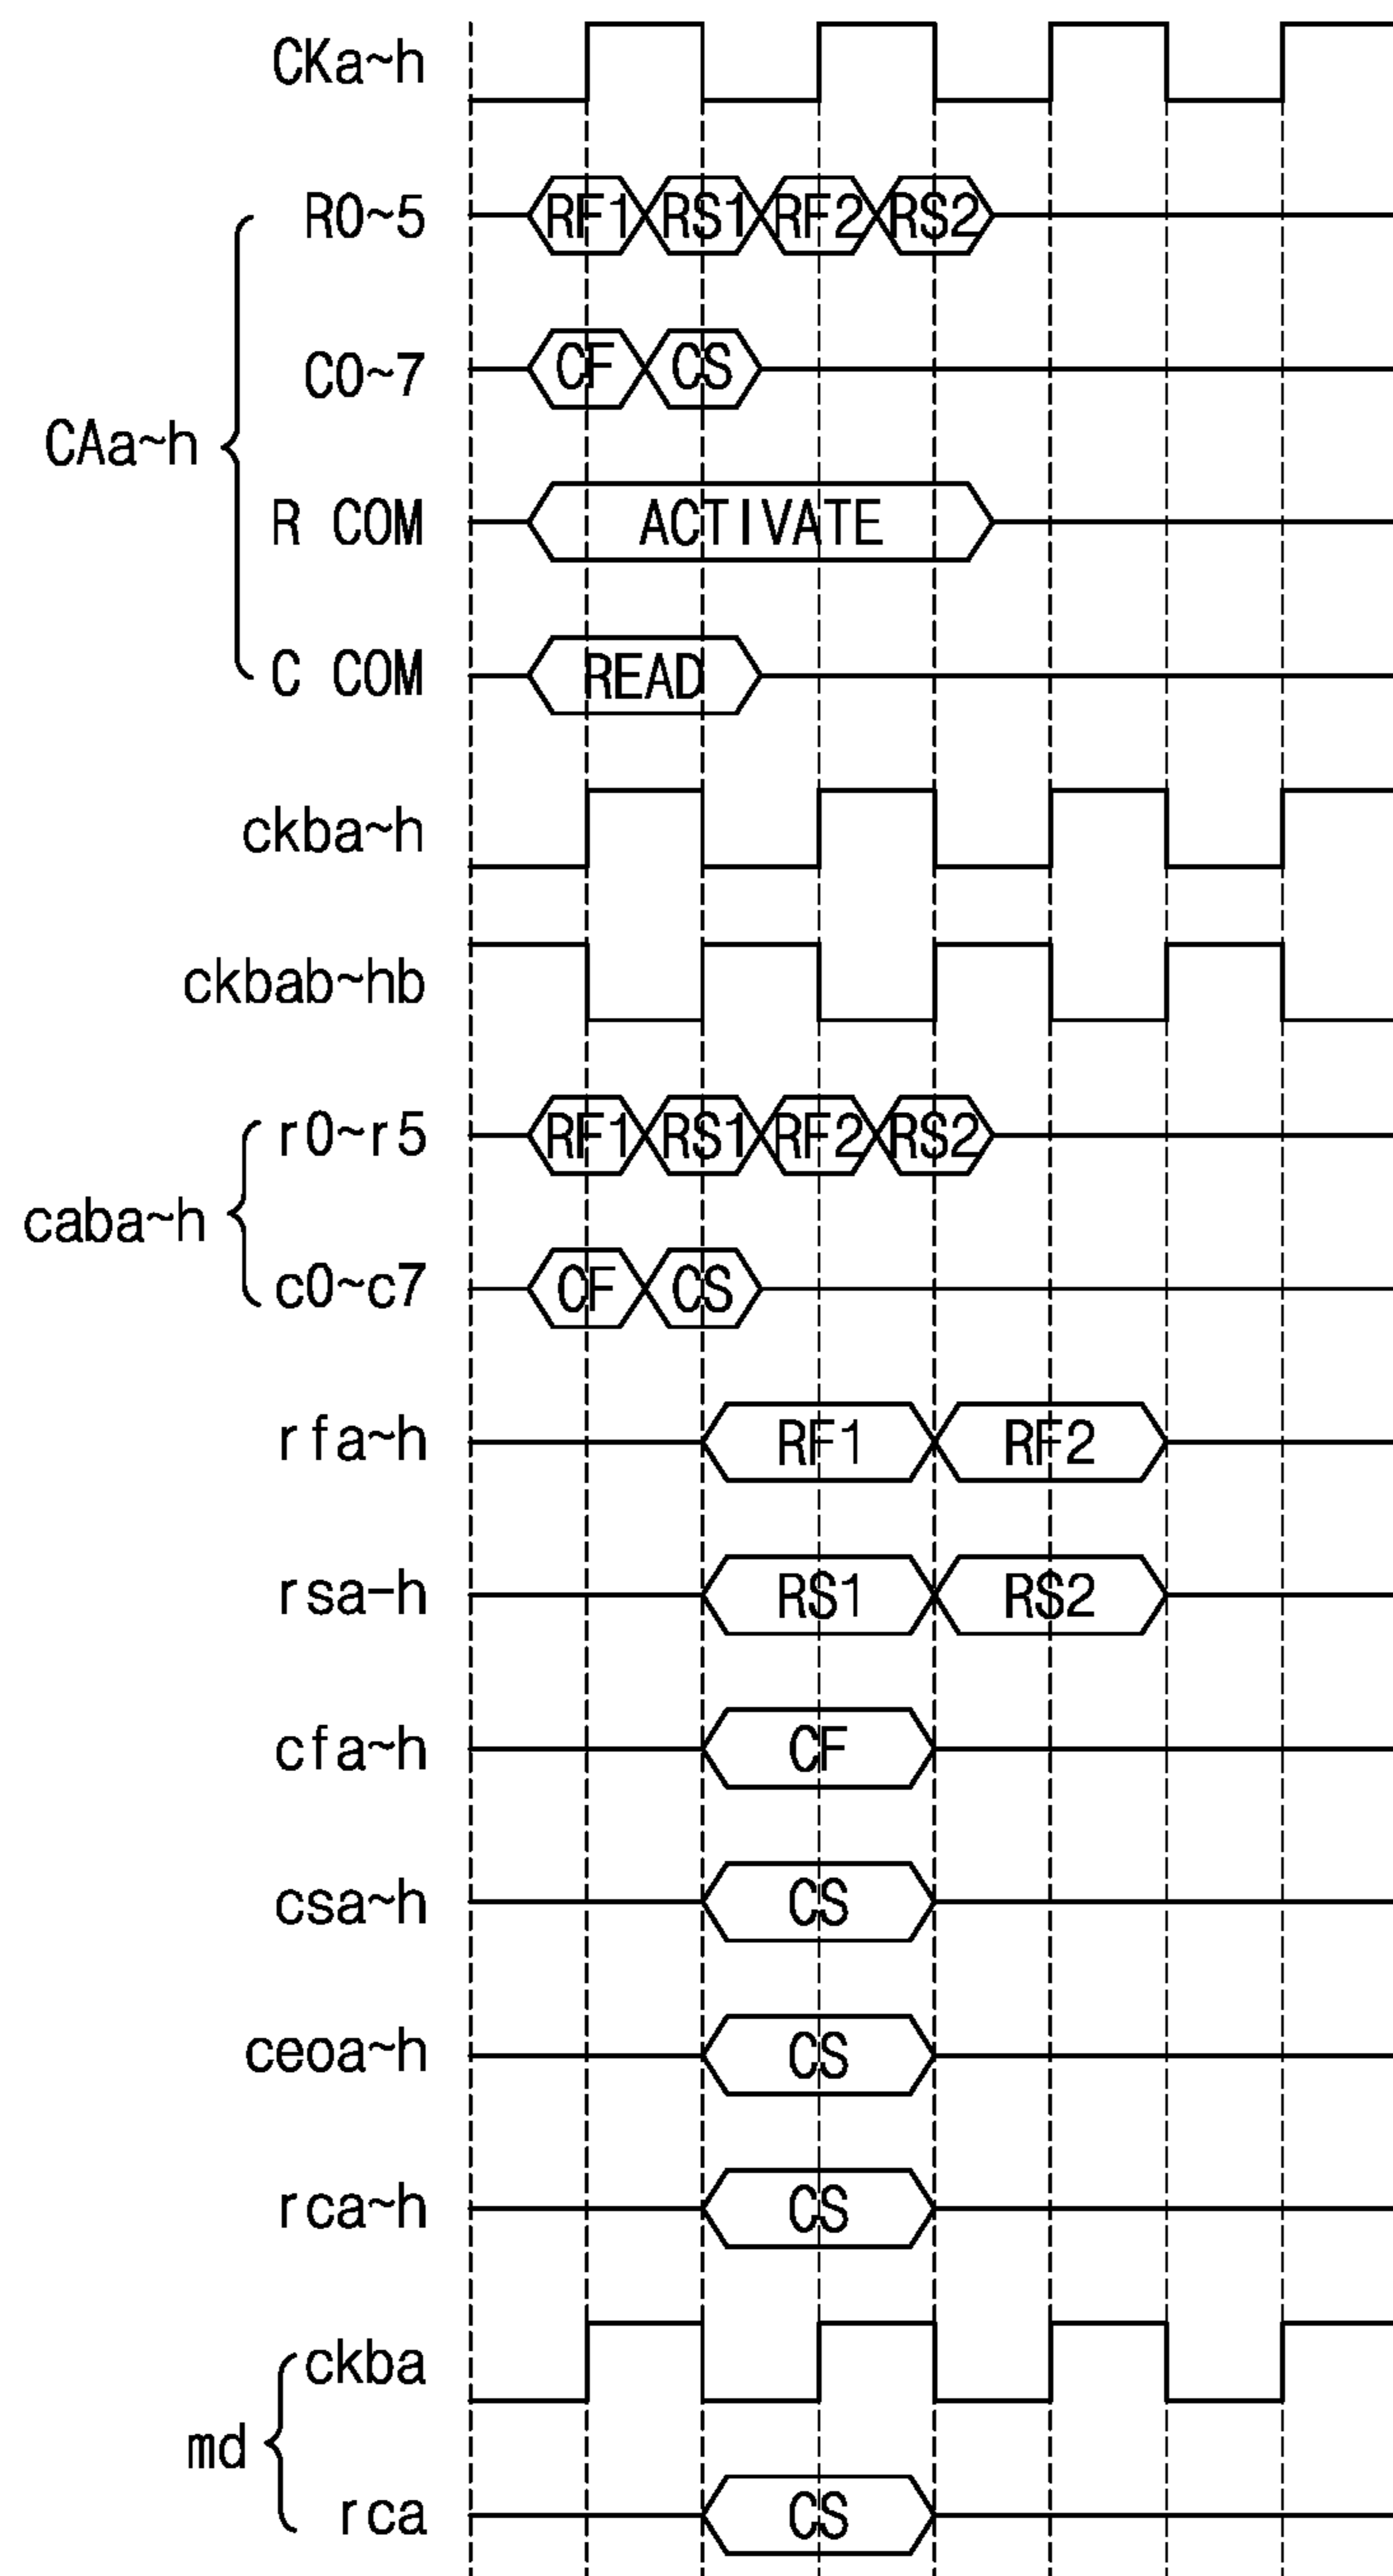 CKa~h
R0~5 RF1 RS1 RF2 RS2
C0~7 CF CS
CAa~h
R COM ACTIVATE
C COM READ
ckba~h
ckbab~hb
r0~r5 RF1 RS1 RF2 RS2
caba~h
c0~c7 CF CS
rfa~h RF1 RF2
rsa-h RS1 RS2
cfa~h CF
csa~h CS
ceoa~h CS
rca~h CS
ckba
md
rca CS